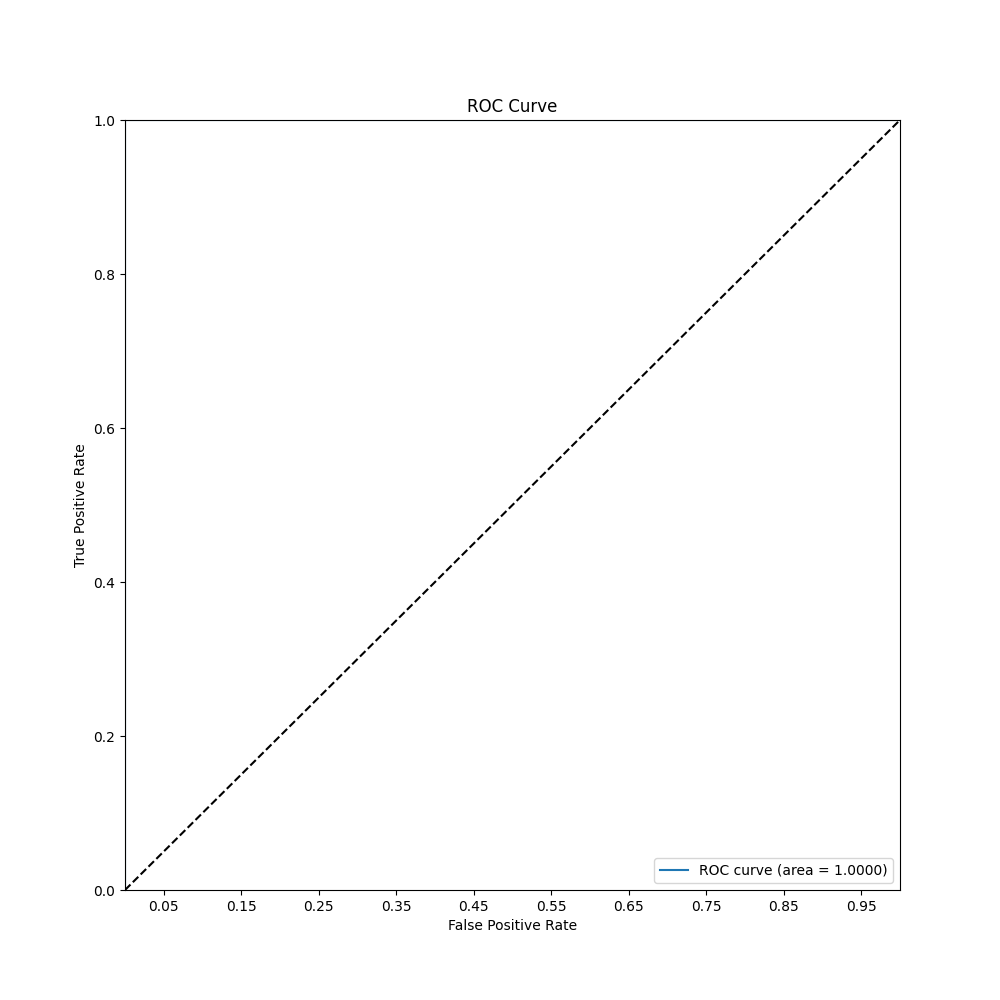 ROC Curve
1.0
0.8
0.6
0.4
0.2
0.0
True Positive Rate
ROC curve (area = 1.0000)
0.05 0.15 0.25 0.35 0.45 0.55 0.65 0.75 0.85 0.95
False Positive Rate